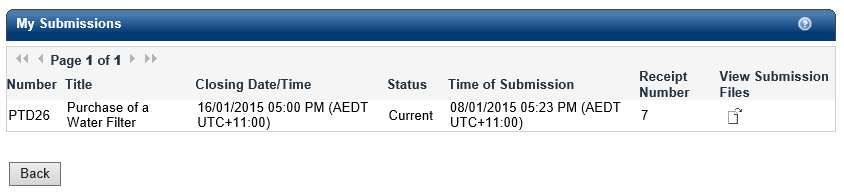 My Submissions
Page 1 of 1
Number Title Closing Date/Time Status Time of Submission Receipt Number View Submission Files
PTD26 Purchase of a Water Filter 16/01/2015 05:00 PM (AEDT UTC+11:00) Current 08/01/2015 05:23 PM (AEDT UTC+11:00) 7
Back